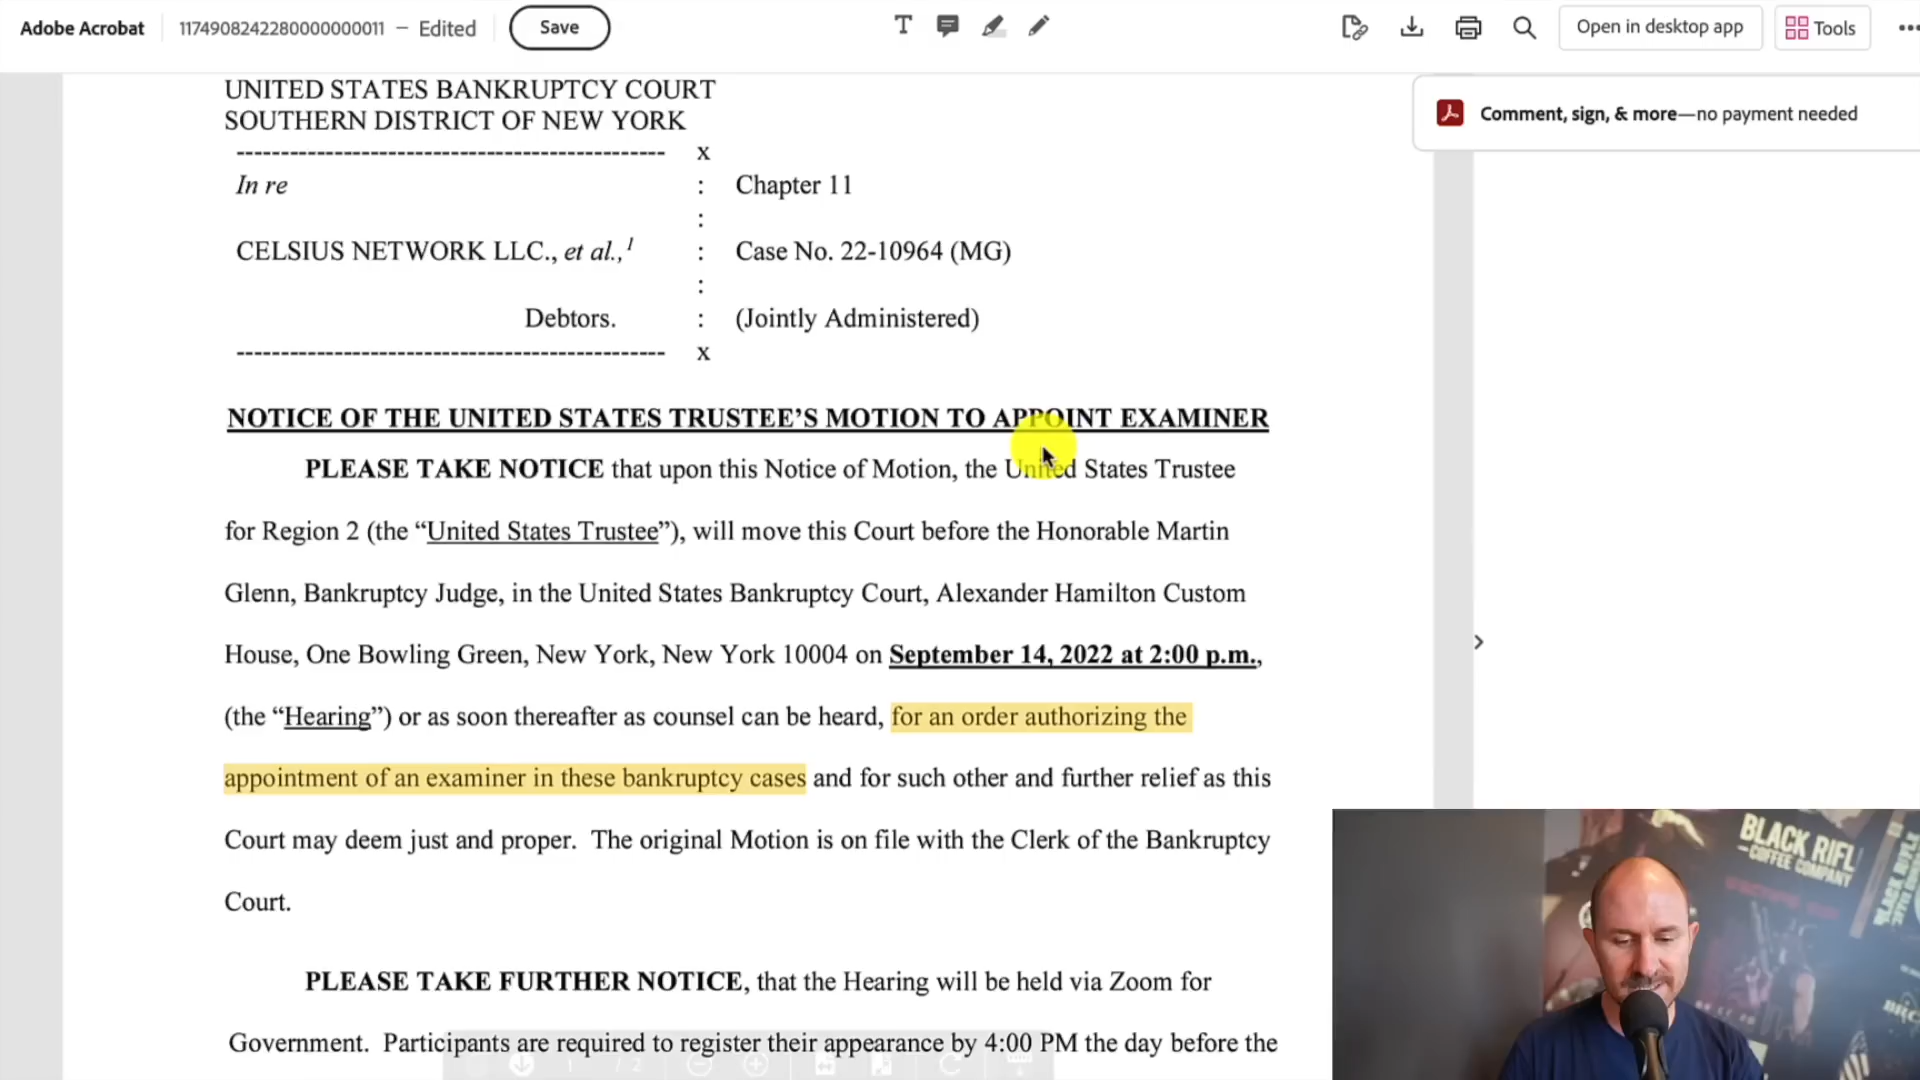 Adobe Acrobat 1174908242280000000011 – Edited Save Open in desktop app Tools
Comment, sign, & more—no payment needed
UNITED STATES BANKRUPTCY COURT
SOUTHERN DISTRICT OF NEW YORK
------------------------------------------------- x
In re : Chapter 11
:
CELSIUS NETWORK LLC., et al.,1 : Case No. 22-10964 (MG)
:
Debtors. : (Jointly Administered)
------------------------------------------------- x
NOTICE OF THE UNITED STATES TRUSTEE’S MOTION TO APPOINT EXAMINER
PLEASE TAKE NOTICE that upon this Notice of Motion, the United States Trustee
for Region 2 (the “United States Trustee”), will move this Court before the Honorable Martin
Glenn, Bankruptcy Judge, in the United States Bankruptcy Court, Alexander Hamilton Custom
House, One Bowling Green, New York, New York 10004 on September 14, 2022 at 2:00 p.m.,
(the “Hearing”) or as soon thereafter as counsel can be heard, for an order authorizing the
appointment of an examiner in these bankruptcy cases and for such other and further relief as this
Court may deem just and proper. The original Motion is on file with the Clerk of the Bankruptcy
Court.
PLEASE TAKE FURTHER NOTICE, that the Hearing will be held via Zoom for
Government. Participants are required to register their appearance by 4:00 PM the day before the
1 / 2
BLACK RIFL
COFFEE COMPANY